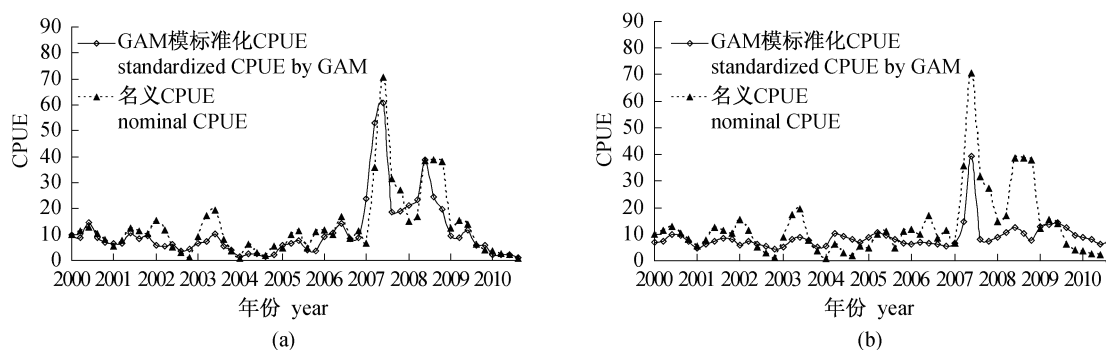 90
80
70
60
50
40
30
20
10
0
CPUE
GAM模标准化CPUE
standardized CPUE by GAM
名义CPUE
nominal CPUE
2000 2001 2002 2003 2004 2005 2006 2007 2008 2009 2010
年份 year
(a)
90
80
70
60
50
40
30
20
10
0
CPUE
GAM模标准化CPUE
standardized CPUE by GAM
名义CPUE
nominal CPUE
2000 2001 2002 2003 2004 2005 2006 2007 2008 2009 2010
年份 year
(b)